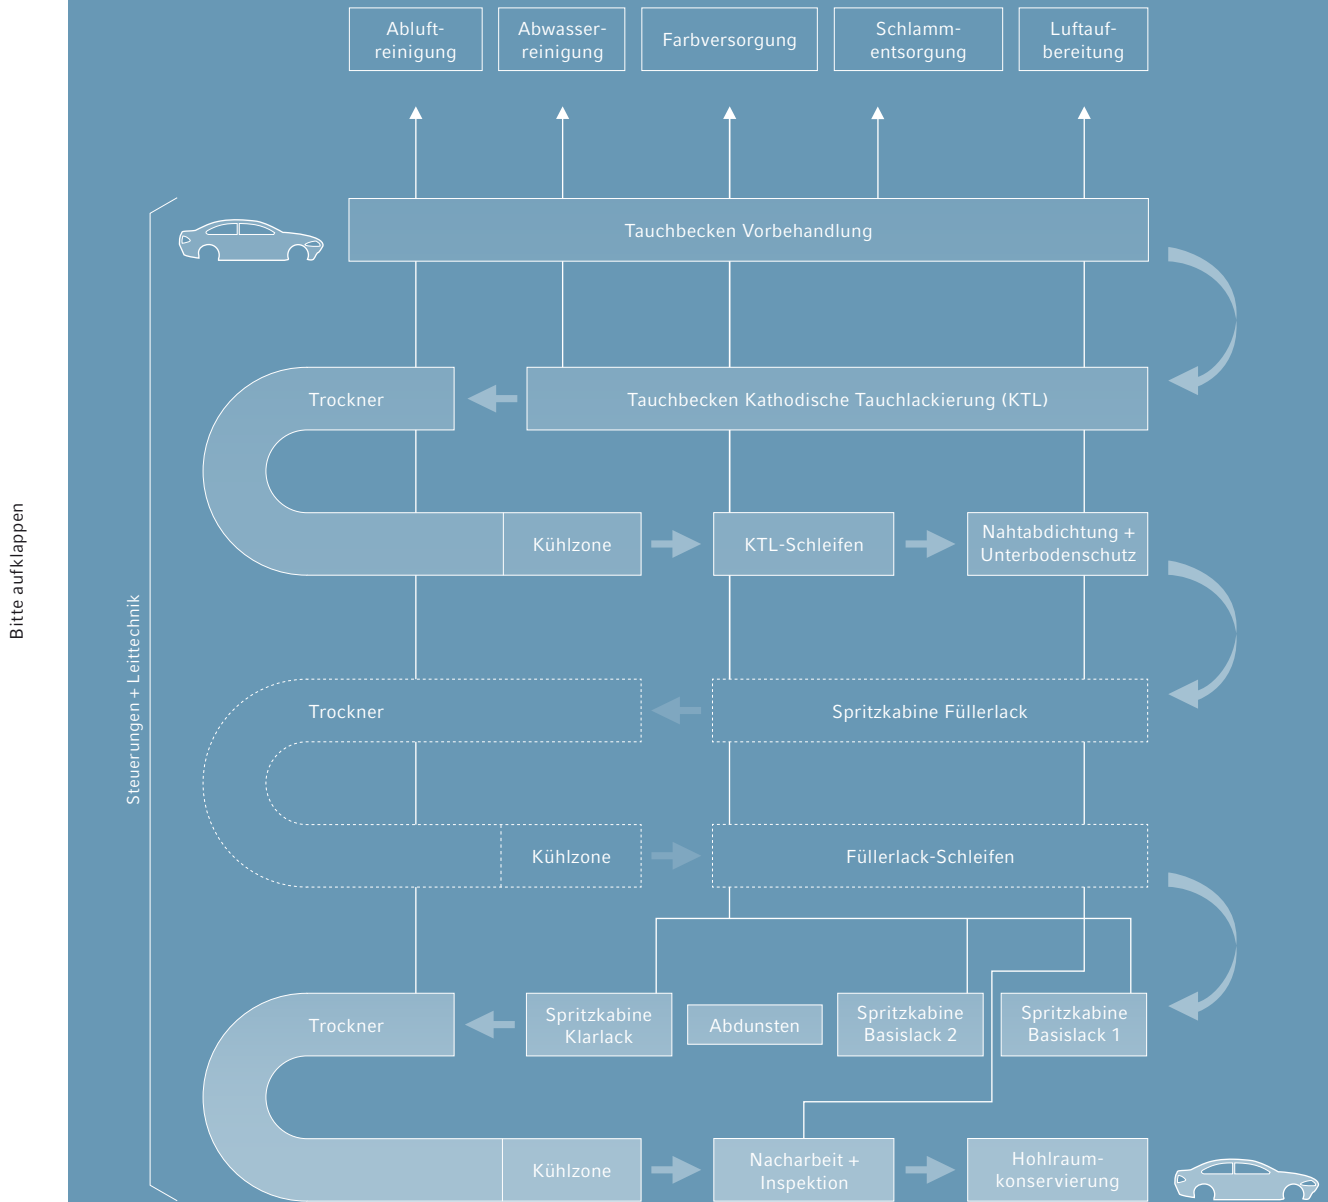 Abluft-
reinigung
Abwasser-
reinigung
Farbversorgung
Schlamm-
entsorgung
Luftauf-
bereitung
Tauchbecken Vorbehandlung
Trockner
Tauchbecken Kathodische Tauchlackierung (KTL)
Kühlzone
KTL-Schleifen
Nahtabdichtung +
Unterbodenschutz
Bitte aufklappen
Steuerungen + Leittechnik
Trockner
Spritzkabine Füllerlack
Kühlzone
Füllerlack-Schleifen
Trockner
Spritzkabine
Klarlack
Abdunsten
Spritzkabine
Basislack 2
Spritzkabine
Basislack 1
Kühlzone
Nacharbeit +
Inspektion
Hohlraum-
konservierung